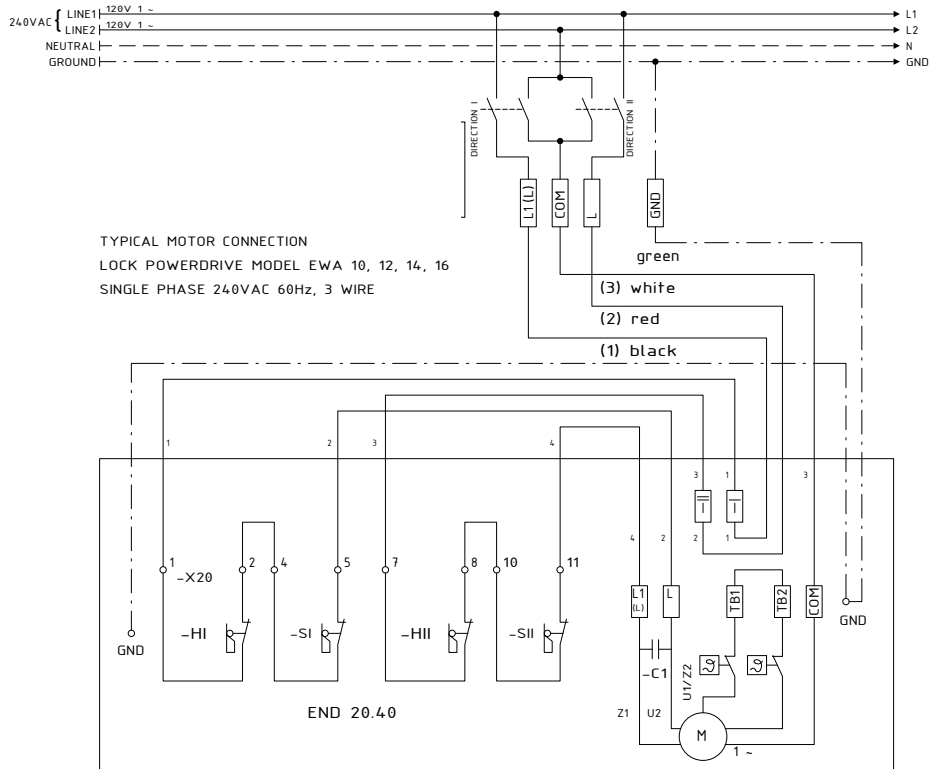 240VAC { LINE1 120V 1 ~ L1
LINE2 120V 1 ~ L2
NEUTRAL N
GROUND GND
DIRECTION I
DIRECTION II
L1 (L) COM L GND
green
TYPICAL MOTOR CONNECTION
LOCK POWERDRIVE MODEL EWA 10, 12, 14, 16
SINGLE PHASE 240VAC 60Hz, 3 WIRE
(3) white
(2) red
(1) black
1 2 3 4
3 1 3
I II
4 2 2 1
1 2 4 5 7 8 10 11
-X20
L1 (L) L TB1 TB2 COM
GND
-HI -SI -HII -SII
GND
-C1
U1/Z2
END 20.40
Z1 U2
M
1 ~